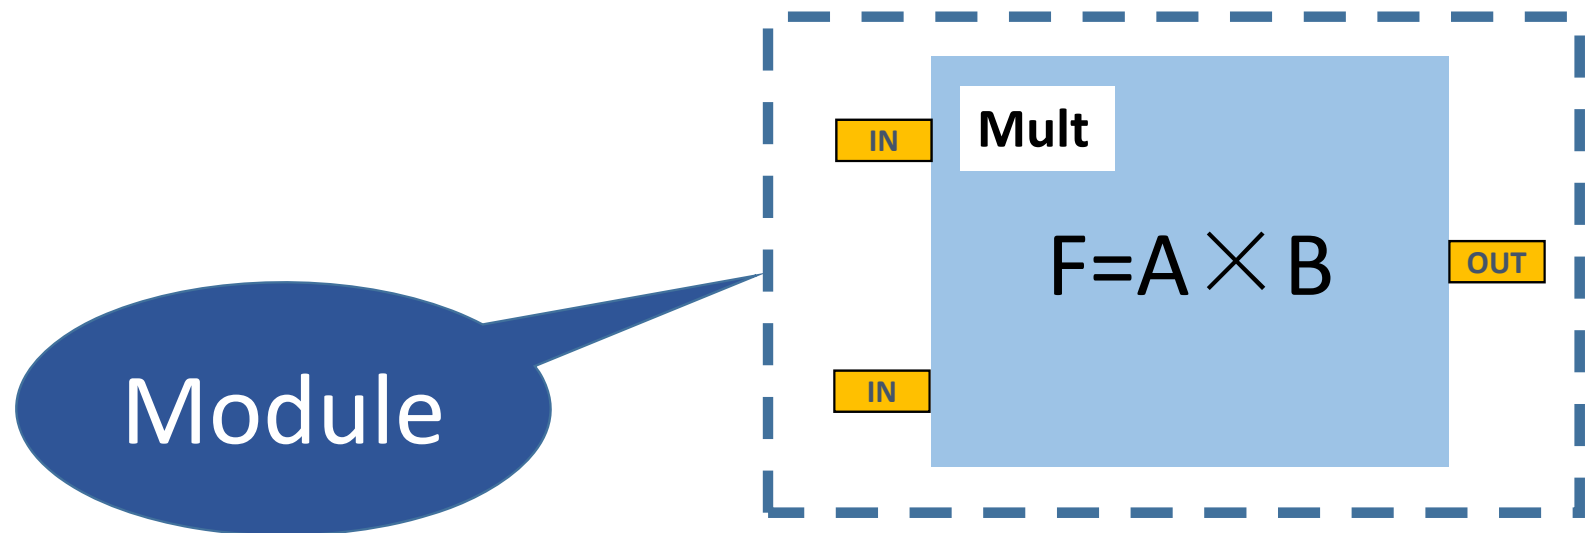 IN
Mult
F=A×B
OUT
IN
Module